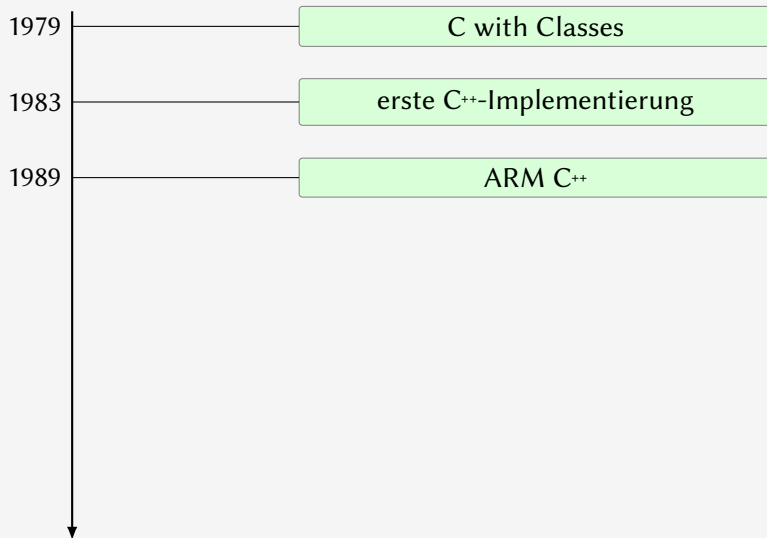 1979 C with Classes
1983 erste C++-Implementierung
1989 ARM C++